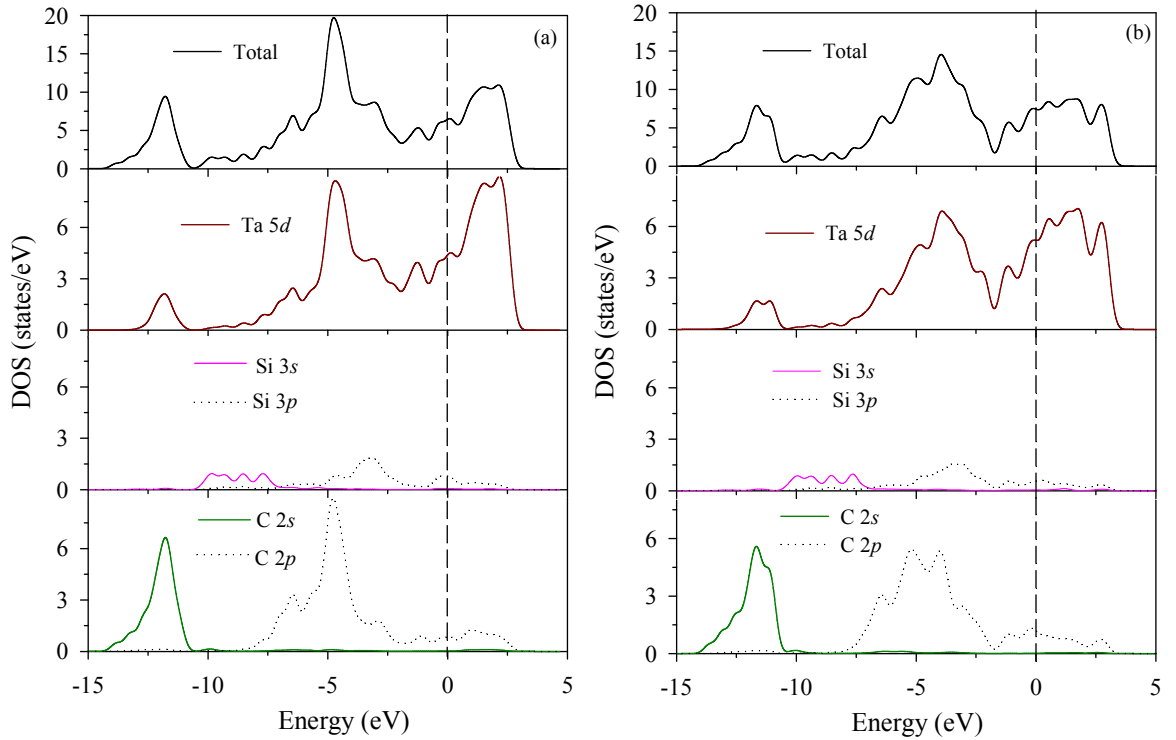 (a)
20
15
10
5
0
Total
6
3
0
Ta 5d
6
3
0
Si 3s
Si 3p
6
3
0
C 2s
C 2p
-15 -10 -5 0 5
Energy (eV)
DOS (states/eV)
(b)
20
15
10
5
0
Total
6
3
0
Ta 5d
6
3
0
Si 3s
Si 3p
6
3
0
C 2s
C 2p
-15 -10 -5 0 5
Energy (eV)
DOS (states/eV)